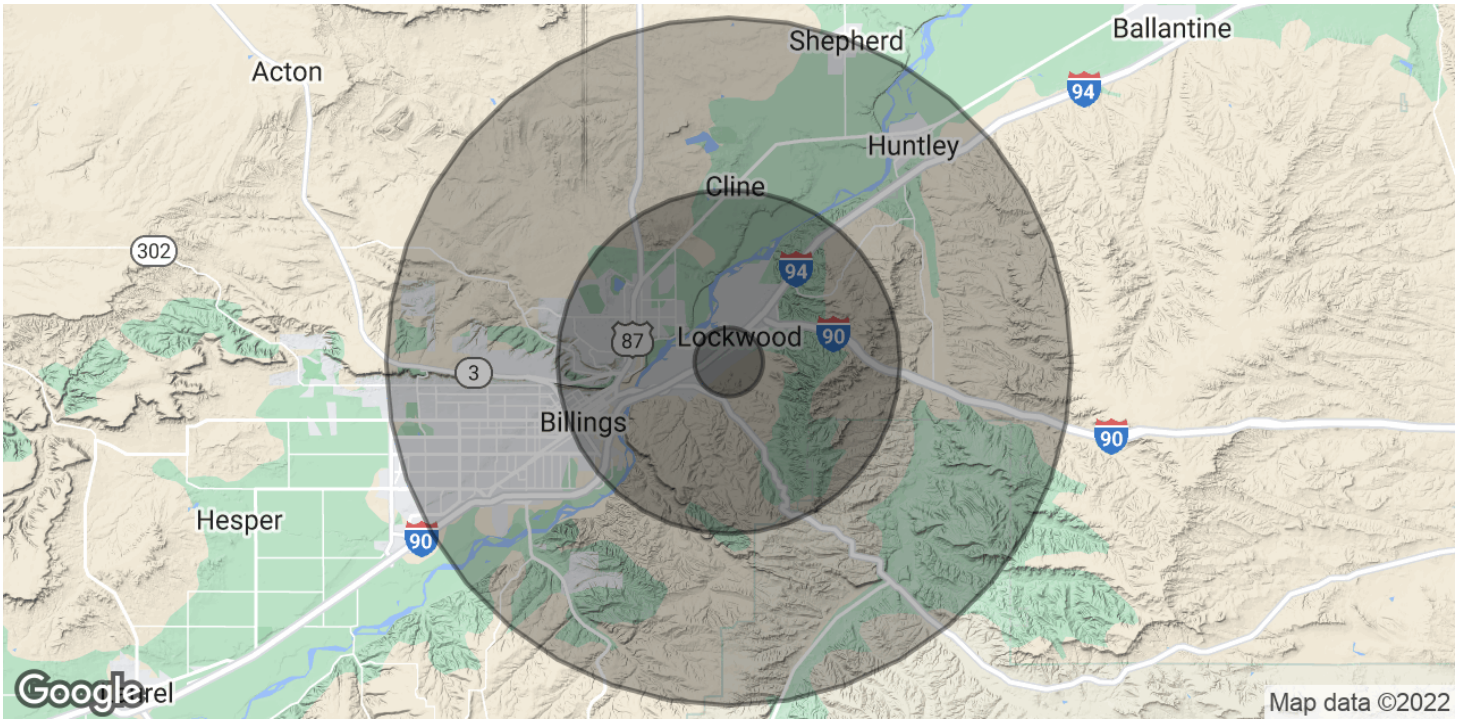 Ballantine
Shepherd
Acton
94
Huntley
Cline
302
94
87
Lockwood
90
3
Billings
90
Hesper
90
Google
Laurel
Map data ©2022